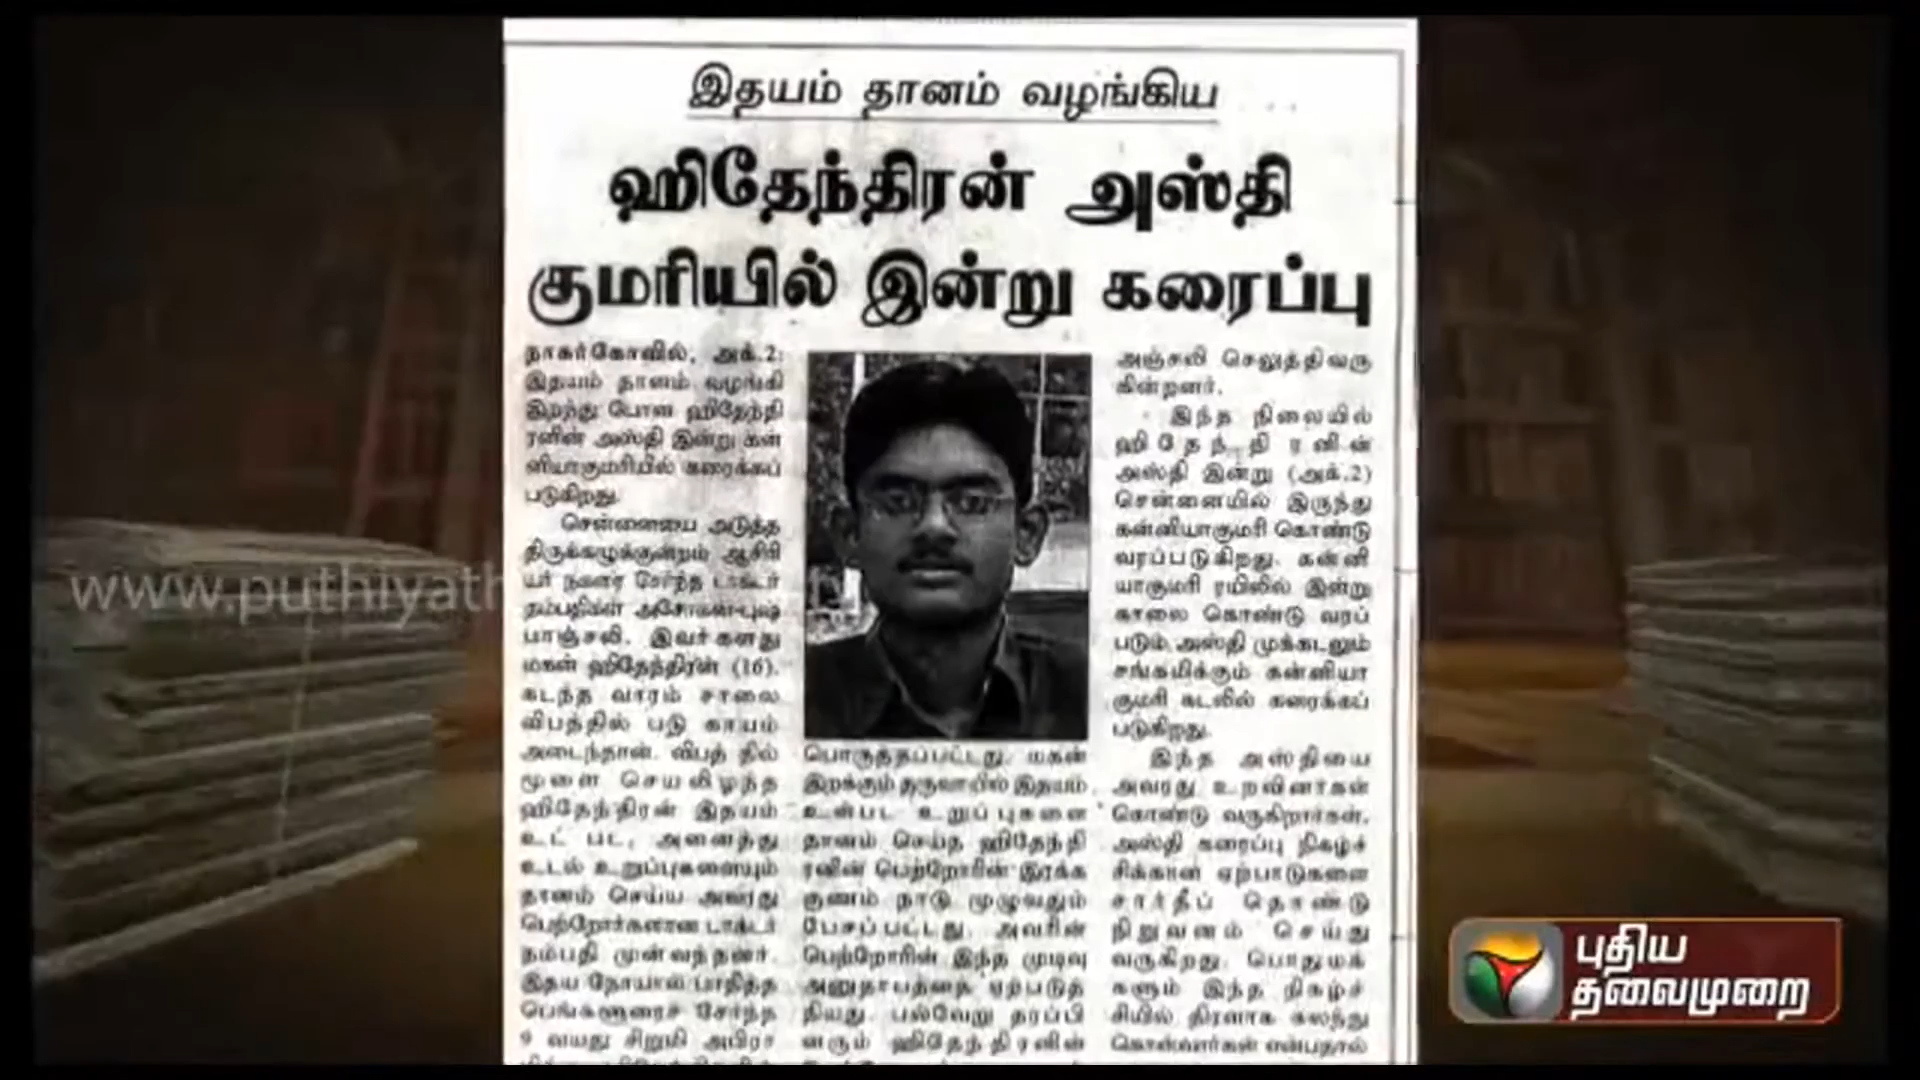 இதயம் தானம் வழங்கிய
ஹிதேந்திரன் அஸ்தி
குமரியில் இன்று கரைப்பு
நாகர்கோவில், அக்.2:
இதயம் தானம் வழங்கி
இறந்து போன ஹிதேந்தி
ரனின் அஸ்தி இன்று கன்
னியாகுமரியில் கரைக்கப்
படுகிறது.
சென்னையை அடுத்த
திருக்கழுக்குன்றம் ஆசிரி
யர் நகரை சேர்ந்த டாக்டர்
தம்பதிகள் அசோகன்-புஷ்
பாஞ்சலி. இவர்களது
மகன் ஹிதேந்திரன் (16).
கடந்த வாரம் சாலை
விபத்தில் படு காயம்
அடைந்தான். விபத் தில்
மூளை செயலிழந்த
ஹிதேந்திரன் இதயம்
உட் பட, அனைத்து
உடல் உறுப்புகளையும்
தானம் செய்ய அவரது
பெற்றோர்களான டாக்டர்
தம்பதி முன்வந்தனர்.
இதய நோயால் பாதித்த
பெங்களூரைச் சேர்ந்த
9 வயது சிறுமி அபிரா
பொருத்தப்பட்டது. மகன்
இறக்கும் தருவாயில் இதயம்
உள்பட உறுப்புகளை
தானம் செய்த ஹிதேந்தி
ரனின் பெற்றோரின் இரக்க
குணம் நாடு முழுவதும்
பேசப்பட்டது. அவரின்
பெற்றோரின் இந்த முடிவு
அனுதாபத்தை ஏற்படுத்
தியது. பல்வேறு தரப்பி
னரும் ஹிதேந்திரனின்
அஞ்சலி செலுத்திவரு
கின்றனர்.
இந்த நிலையில்
ஹிதேந்திரனின்
அஸ்தி இன்று (அக்.2)
சென்னையில் இருந்து
கன்னியாகுமரி கொண்டு
வரப்படுகிறது. கன்னி
யாகுமரி ரயிலில் இன்று
காலை கொண்டு வரப்
படும் அஸ்தி முக்கடலும்
சங்கமிக்கும் கன்னியா
குமரி கடலில் கரைக்கப்
படுகிறது.
இந்த அஸ்தியை
அவரது உறவினர்கள்
கொண்டு வருகிறார்கள்.
அஸ்தி கரைப்பு நிகழ்ச்
சிக்கான ஏற்பாடுகளை
சார்தீப் தொண்டு
நிறுவனம் செய்து
வருகிறது. பொதுமக்
களும் இந்த நிகழ்ச்
சியில் திரளாக கலந்து
கொள்வார்கள் என்பதால்
www.puthiyath
புதிய
தலைமுறை